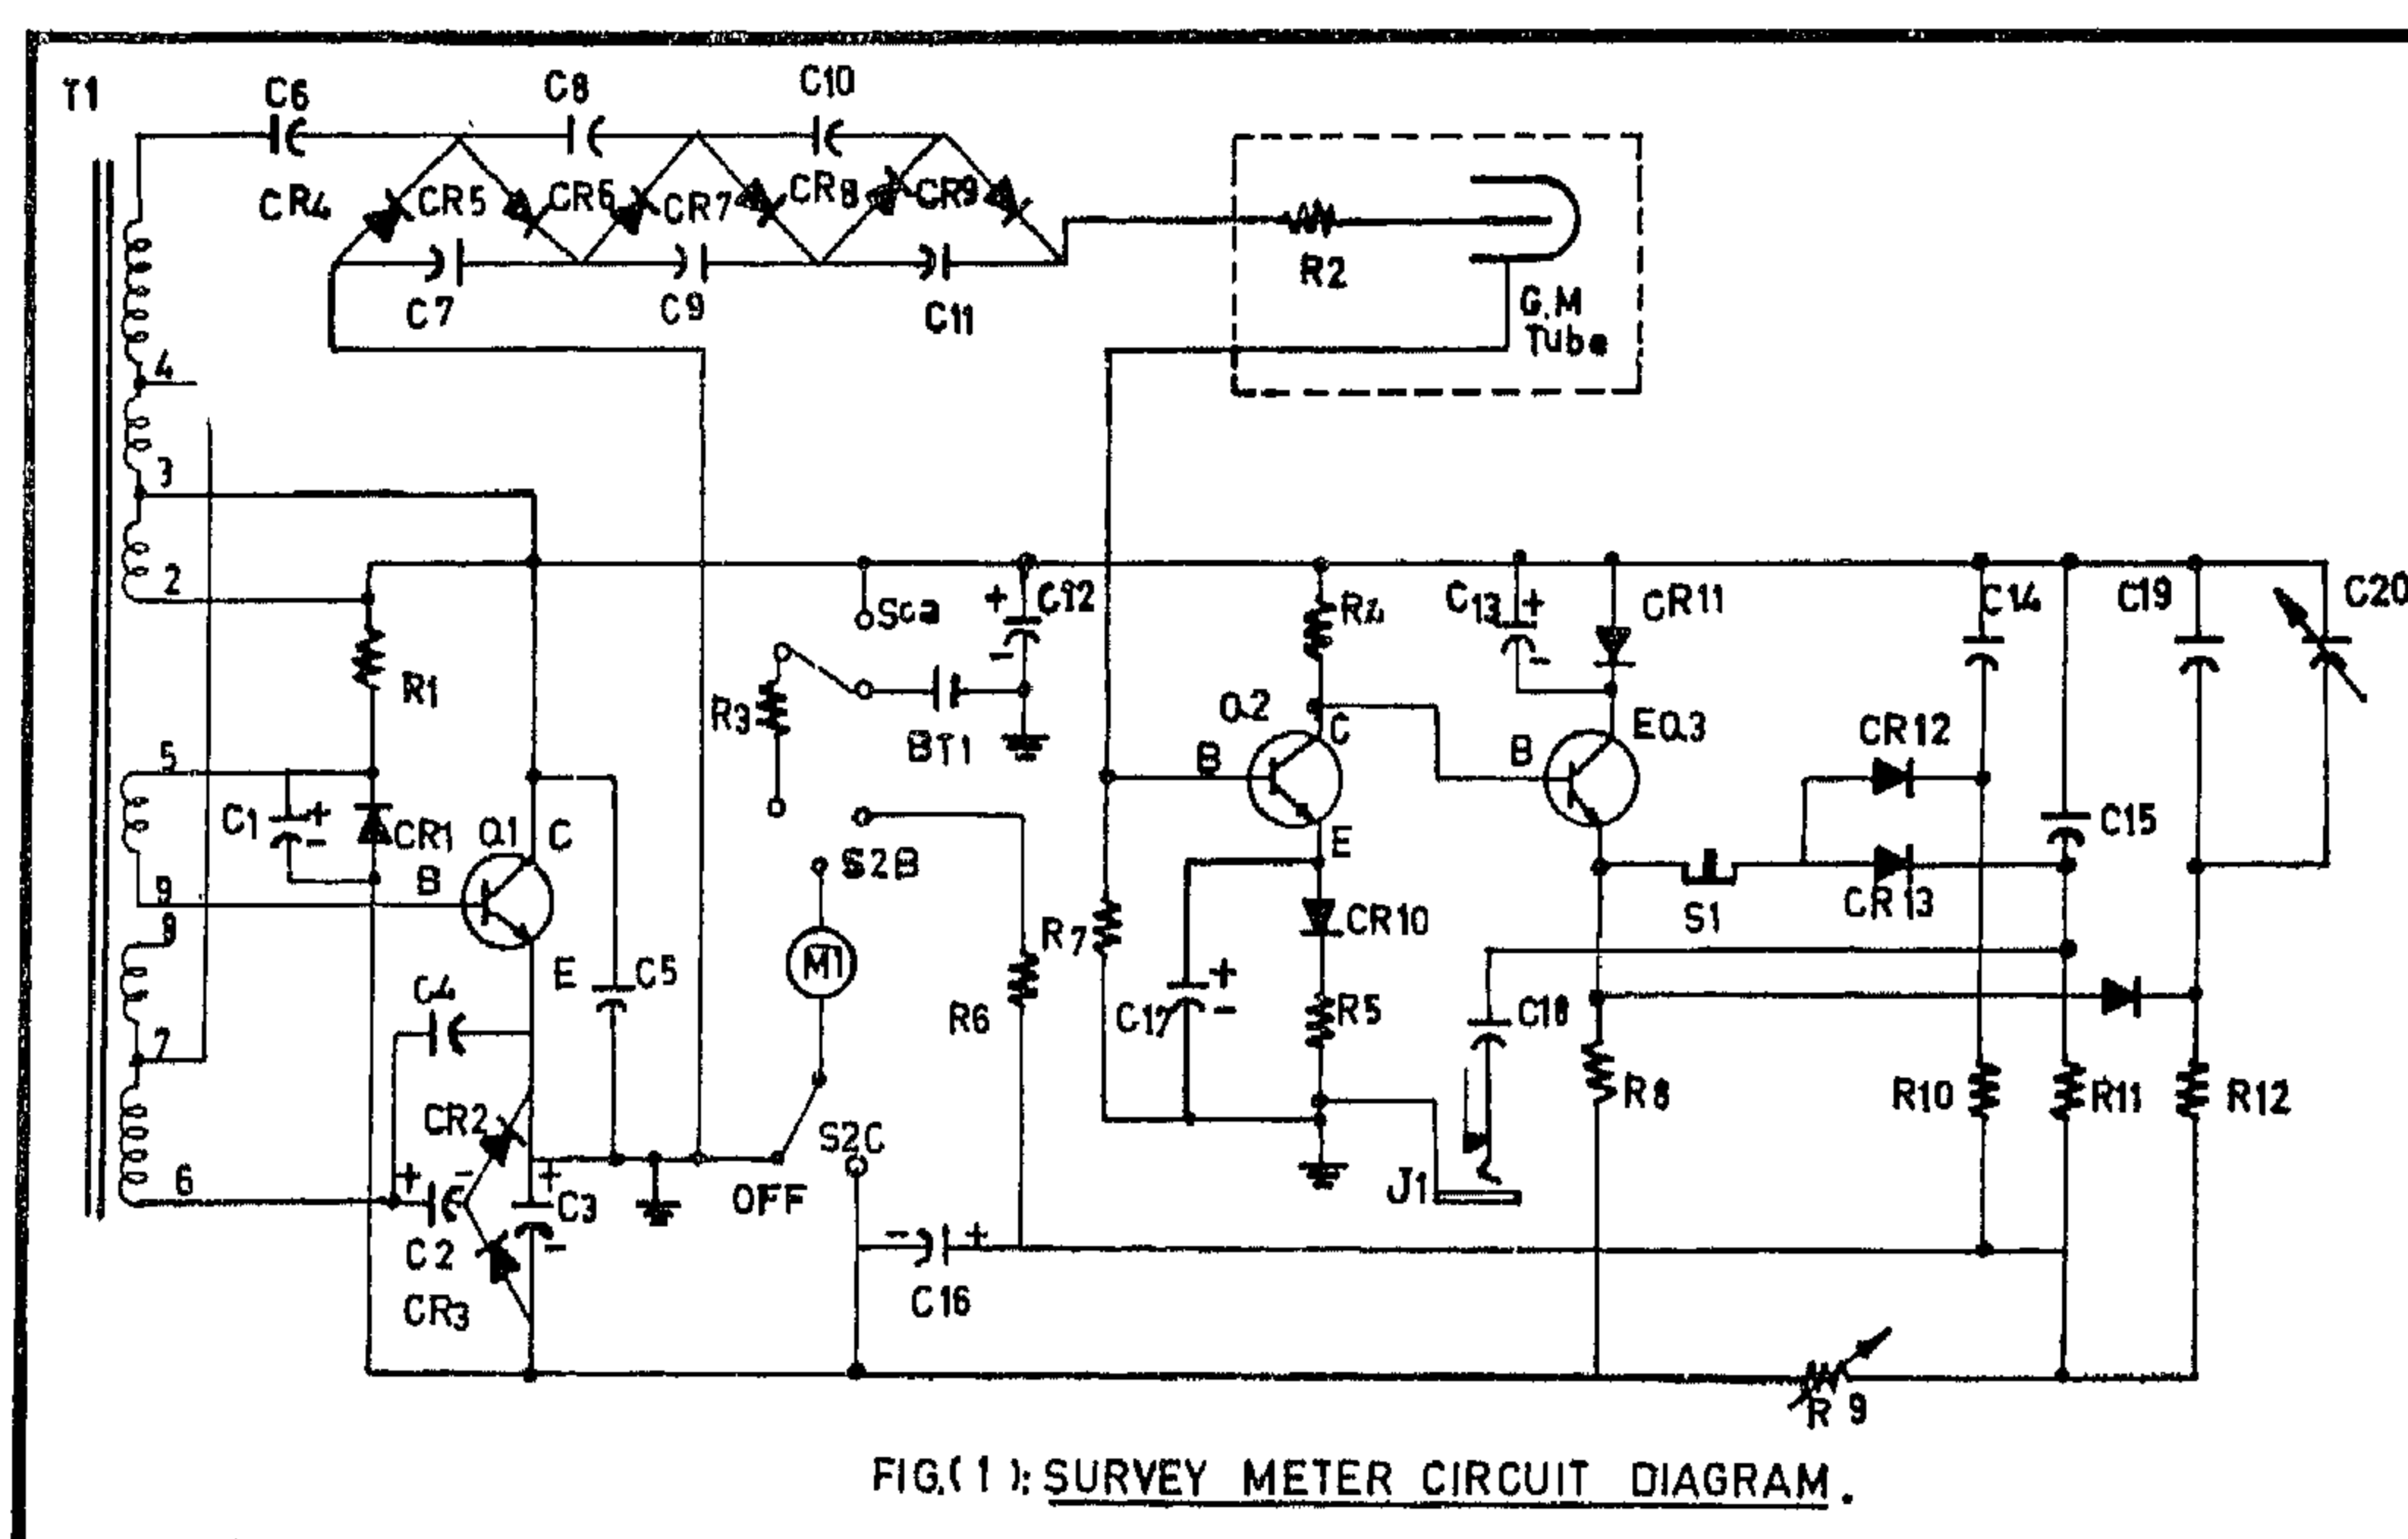 T1
C6
C8
C10
CR4
CR5
CR6
CR7
CR8
CR9
C7
C9
C11
R2
G.M
Tube
4
3
2
Sca
+ C12
-
R4
C13 +
-
CR11
C14
C19
C20
R1
R3
BT1
Q2
C
B
E
EQ3
B
CR12
5
C1 +
-
CR1
Q1
C
B
9
8
S2B
C15
CR13
S1
R7
CR10
M1
E
C5
C4
R6
C17
+
-
R5
C18
7
CR2
R8
R10
R11
R12
S2C
OFF
6
+
-
+
C3
-
C2
CR3
J1
- +
C16
R9
FIG.(1): SURVEY METER CIRCUIT DIAGRAM.